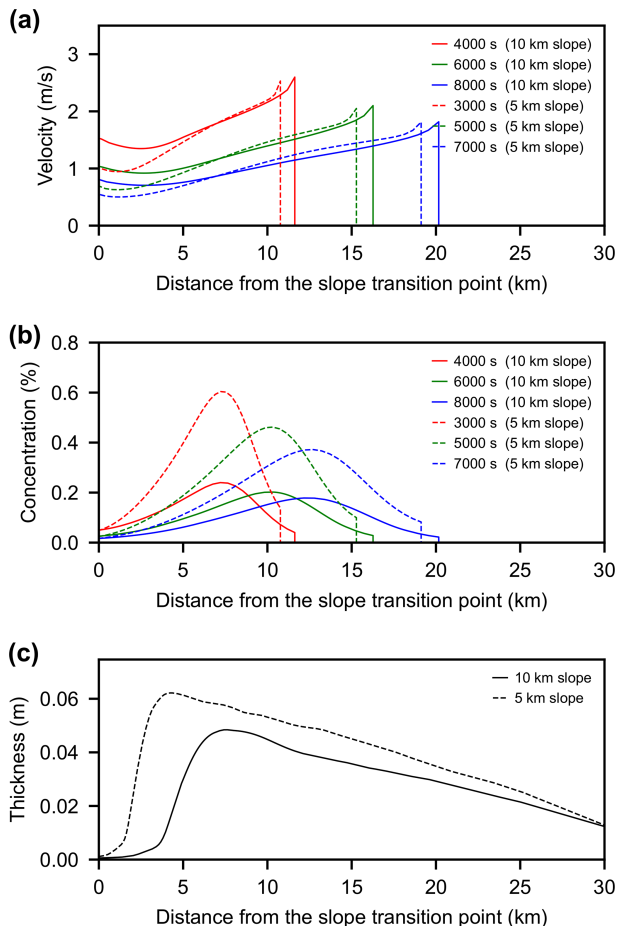 (a)
Velocity (m/s)
3
2
1
0
4000 s (10 km slope)
6000 s (10 km slope)
8000 s (10 km slope)
3000 s (5 km slope)
5000 s (5 km slope)
7000 s (5 km slope)
0 5 10 15 20 25 30
Distance from the slope transition point (km)
(b)
Concentration (%)
0.8
0.6
0.4
0.2
0.0
4000 s (10 km slope)
6000 s (10 km slope)
8000 s (10 km slope)
3000 s (5 km slope)
5000 s (5 km slope)
7000 s (5 km slope)
0 5 10 15 20 25 30
Distance from the slope transition point (km)
(c)
Thickness (m)
0.06
0.04
0.02
0.00
10 km slope
5 km slope
0 5 10 15 20 25 30
Distance from the slope transition point (km)